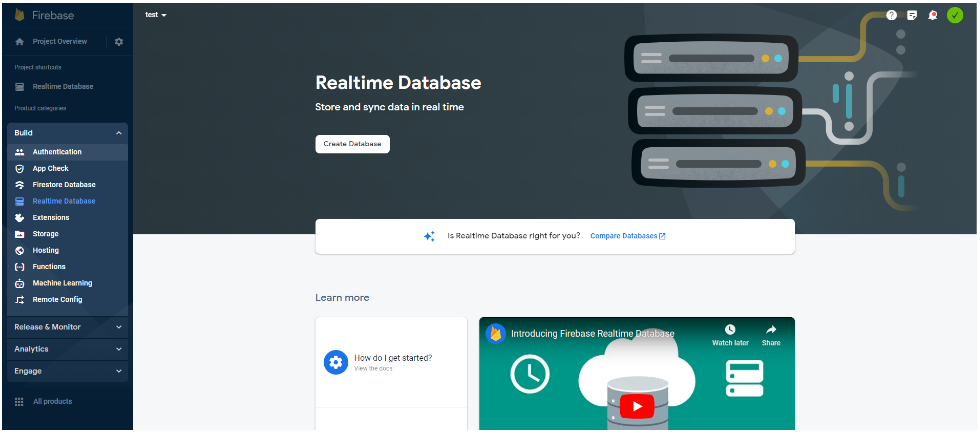 Firebase
Project Overview
Project shortcuts
Realtime Database
Product categories
Build
Authentication
App Check
Firestore Database
Realtime Database
Extensions
Storage
Hosting
Functions
Machine Learning
Remote Config
Release & Monitor
Analytics
Engage
All products
test
Realtime Database
Store and sync data in real time
Create Database
Is Realtime Database right for you? Compare Databases
Learn more
How do I get started?
View the docs
Introducing Firebase Realtime Database
Watch later
Share